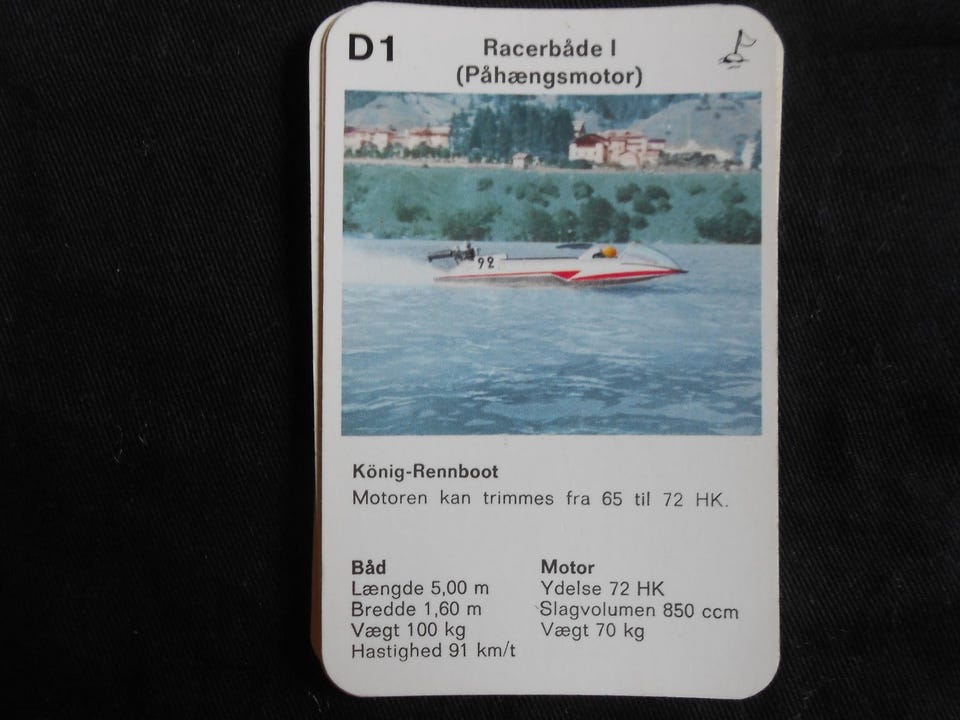 D1
Racerbåde I
(Påhængsmotor)
92
König-Rennboot
Motoren kan trimmes fra 65 til 72 HK.
Båd
Længde 5,00 m
Bredde 1,60 m
Vægt 100 kg
Hastighed 91 km/t
Motor
Ydelse 72 HK
Slagvolumen 850 ccm
Vægt 70 kg